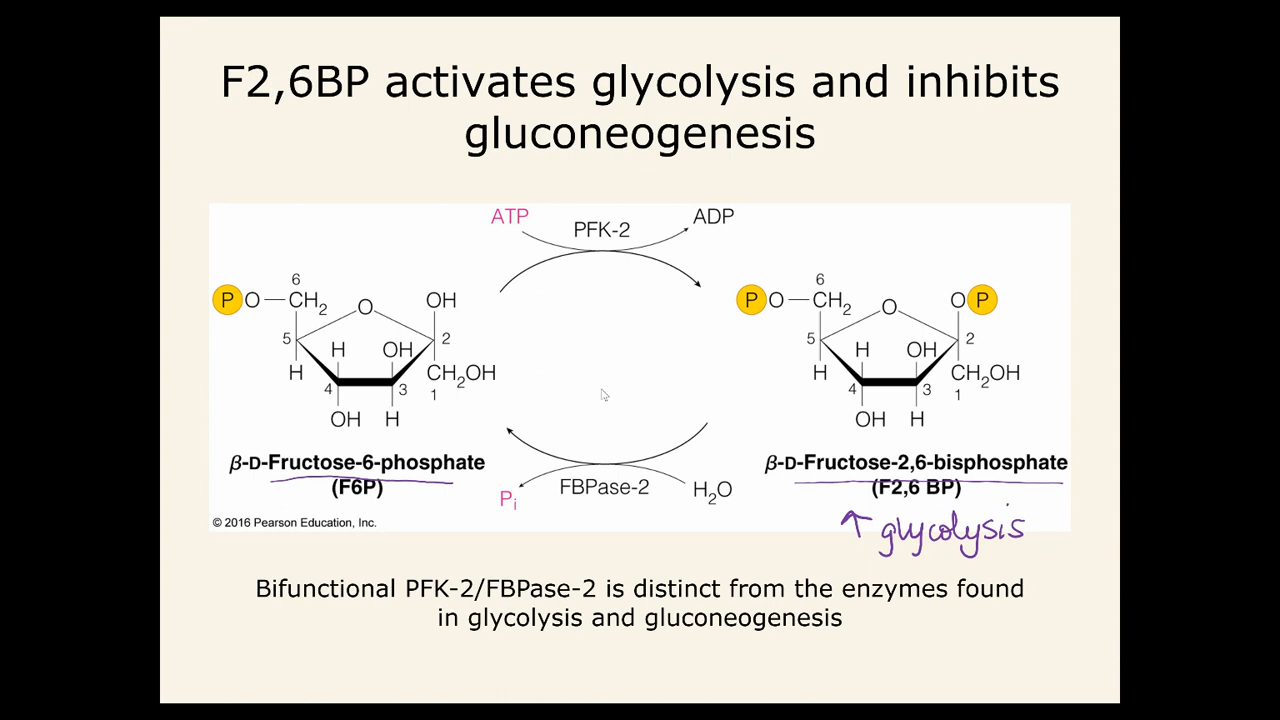 F2,6BP activates glycolysis and inhibits
gluconeogenesis
ATP
PFK-2
ADP
6
P O—CH₂
O
OH
5
2
H
OH
H
CH₂OH
4
3
1
OH
H
β-D-Fructose-6-phosphate
(F6P)
6
P O—CH₂
O
O P
5
2
H
OH
H
CH₂OH
4
3
1
OH
H
β-D-Fructose-2,6-bisphosphate
(F2,6 BP)
Pi
FBPase-2
H₂O
© 2016 Pearson Education, Inc.
↑ glycolysis
Bifunctional PFK-2/FBPase-2 is distinct from the enzymes found
in glycolysis and gluconeogenesis